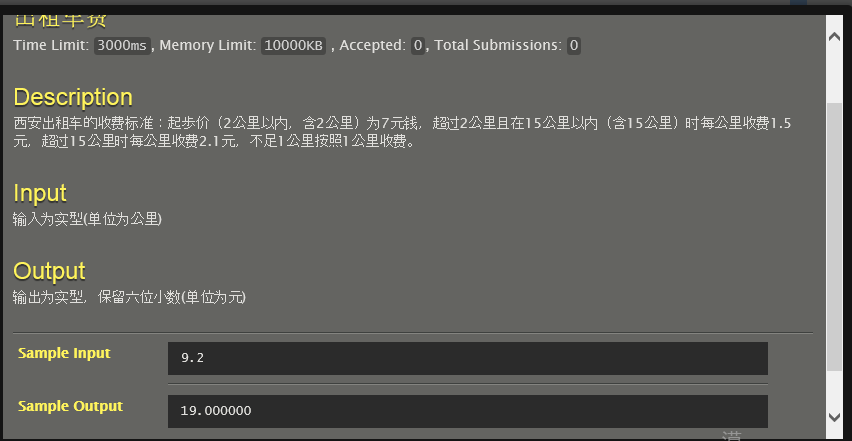 出租车费
Time Limit: 3000ms, Memory Limit: 10000KB , Accepted: 0, Total Submissions: 0
Description
西安出租车的收费标准：起步价（2公里以内，含2公里）为7元钱，超过2公里且在15公里以内（含15公里）时每公里收费1.5
元，超过15公里时每公里收费2.1元，不足1公里按照1公里收费。
Input
输入为实型(单位为公里)
Output
输出为实型，保留六位小数(单位为元)
Sample Input
9.2
Sample Output
19.000000